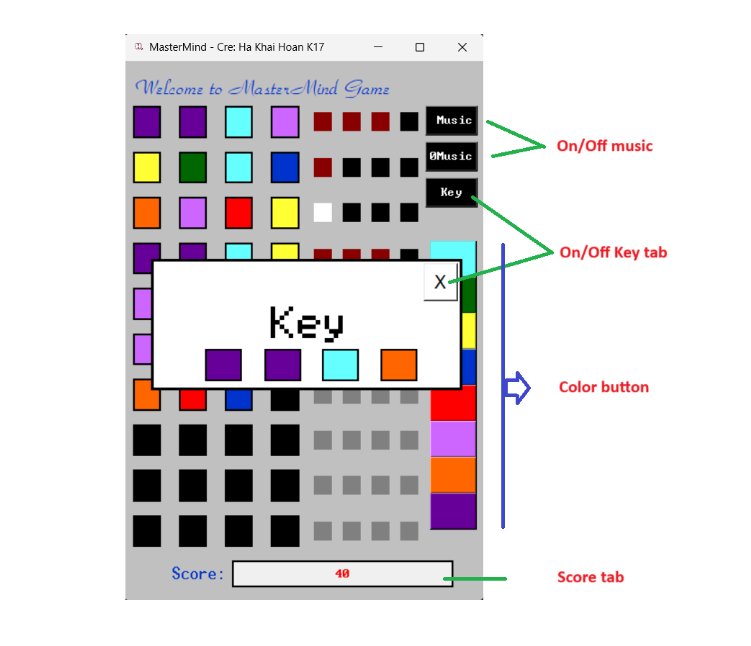 MasterMind - Cre: Ha Khai Hoan K17
Welcome to MasterMind Game
Music
0Music
On/Off music
Key
On/Off Key tab
X
Key
Color button
Score: 40
Score tab